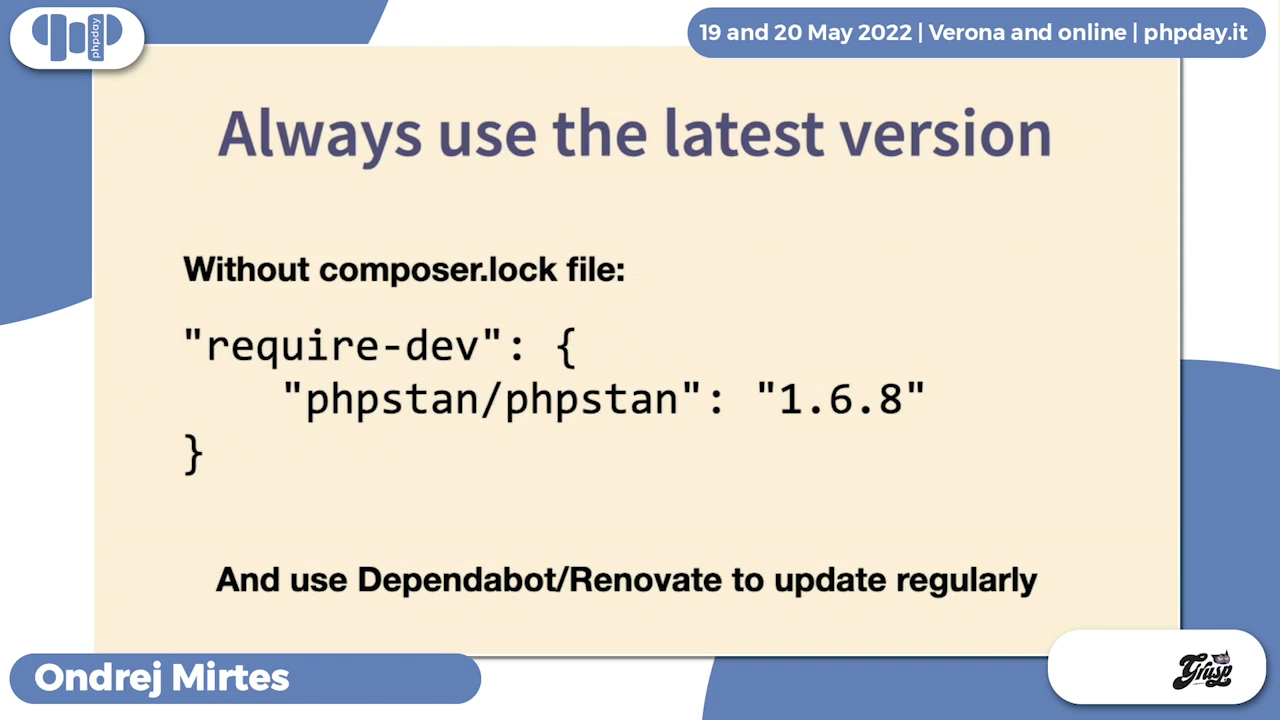 phpday
19 and 20 May 2022 | Verona and online | phpday.it
Always use the latest version
Without composer.lock file:
"require-dev": {
    "phpstan/phpstan": "1.6.8"
}
And use Dependabot/Renovate to update regularly
Ondrej Mirtes
Grusp